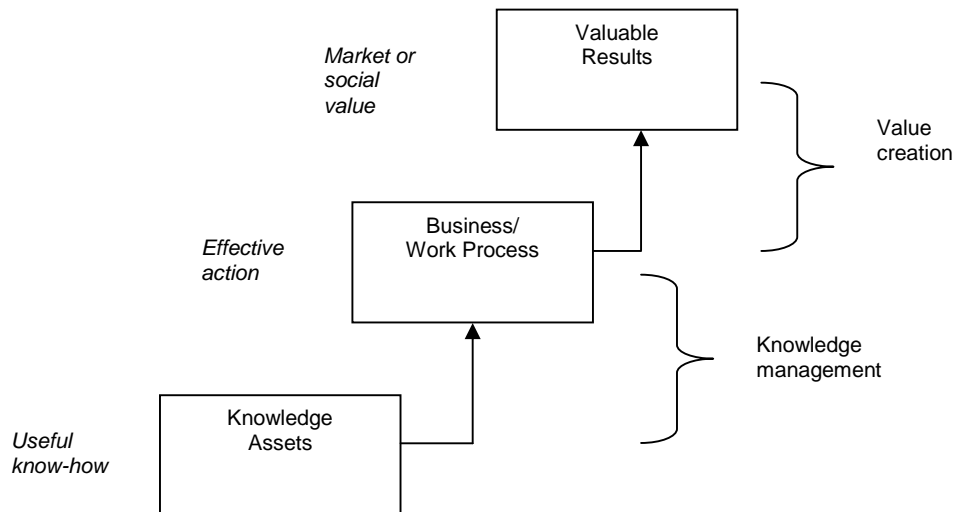 Valuable
Results
Market or
social
value
Value
creation
Business/
Work Process
Effective
action
Knowledge
management
Knowledge
Assets
Useful
know-how